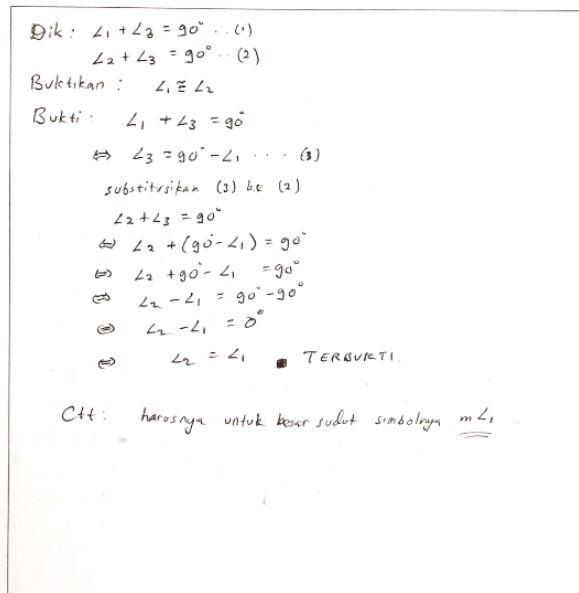 Dik : ∠1 + ∠3 = 90° ... (1)
∠2 + ∠3 = 90° .. (2)
Buktikan : ∠1 ≅ ∠2
Bukti : ∠1 + ∠3 = 90°
⇔ ∠3 = 90° - ∠1 .... (3)
substitusikan (3) ke (2)
∠2 + ∠3 = 90°
⇔ ∠2 + (90° - ∠1) = 90°
⇔ ∠2 + 90° - ∠1 = 90°
⇔ ∠2 - ∠1 = 90° - 90°
⇔ ∠2 - ∠1 = 0°
⇔ ∠2 = ∠1 ■ TERBUKTI.
Ctt : harusnya untuk besar sudut simbolnya m∠1